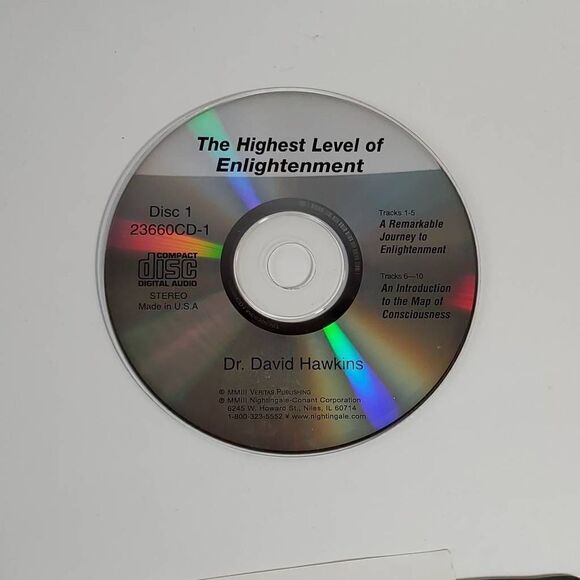 The Highest Level of
Enlightenment
Disc 1
23660CD-1
COMPACT
disc
DIGITAL AUDIO
STEREO
Made in U.S.A
Tracks 1-5
A Remarkable
Journey to
Enlightenment
Tracks 6—10
An Introduction
to the Map of
Consciousness
Dr. David Hawkins
© MMIII Veritas Publishing
℗ MMIII Nightingale-Conant Corporation
6245 W. Howard St., Niles, IL 60714
1-800-323-5552 ¥ www.nightingale.com